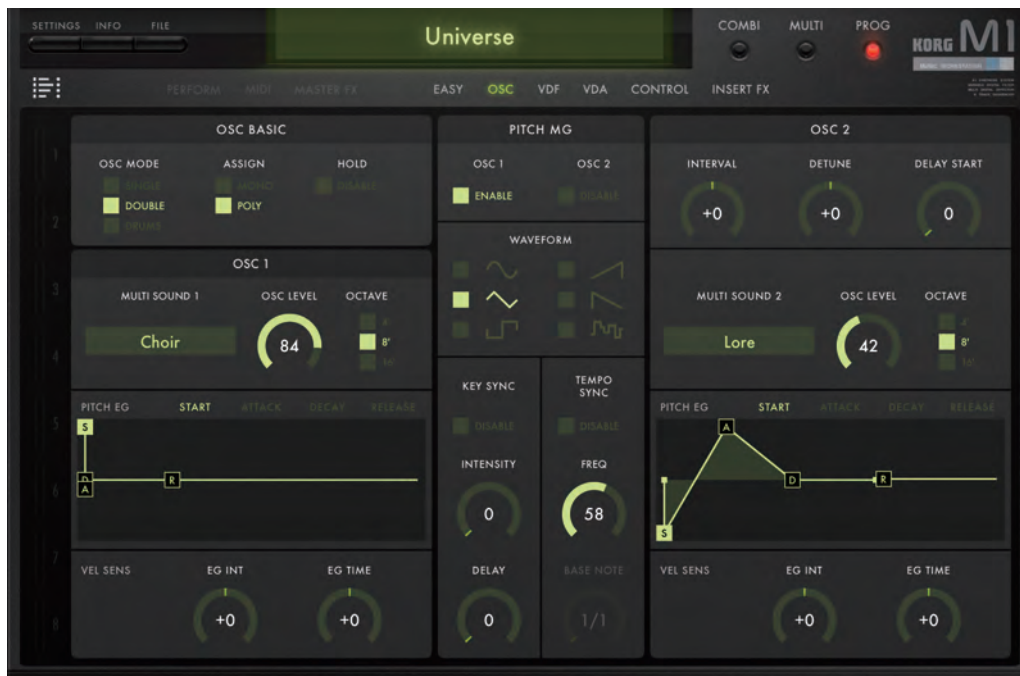 SETTINGS INFO FILE
Universe
COMBI MULTI PROG
KORG M1
MUSIC WORKSTATION
PERFORM MIDI MASTER FX EASY OSC VDF VDA CONTROL INSERT FX
OSC BASIC
OSC MODE ASSIGN HOLD
SINGLE MONO DISABLE
DOUBLE POLY
DRUMS
OSC 1
MULTI SOUND 1 OSC LEVEL OCTAVE
4'
Choir 84 8'
16'
PITCH EG START ATTACK DECAY RELEASE
S
D
A R
VEL SENS EG INT EG TIME
+0 +0
PITCH MG
OSC 1 OSC 2
ENABLE DISABLE
WAVEFORM
KEY SYNC
DISABLE
INTENSITY
0
DELAY
0
TEMPO
SYNC
DISABLE
FREQ
58
BASE NOTE
1/1
OSC 2
INTERVAL DETUNE DELAY START
+0 +0 0
MULTI SOUND 2 OSC LEVEL OCTAVE
4'
Lore 42 8'
16'
PITCH EG START ATTACK DECAY RELEASE
A
D R
S
VEL SENS EG INT EG TIME
+0 +0
1
2
3
4
5
6
7
8